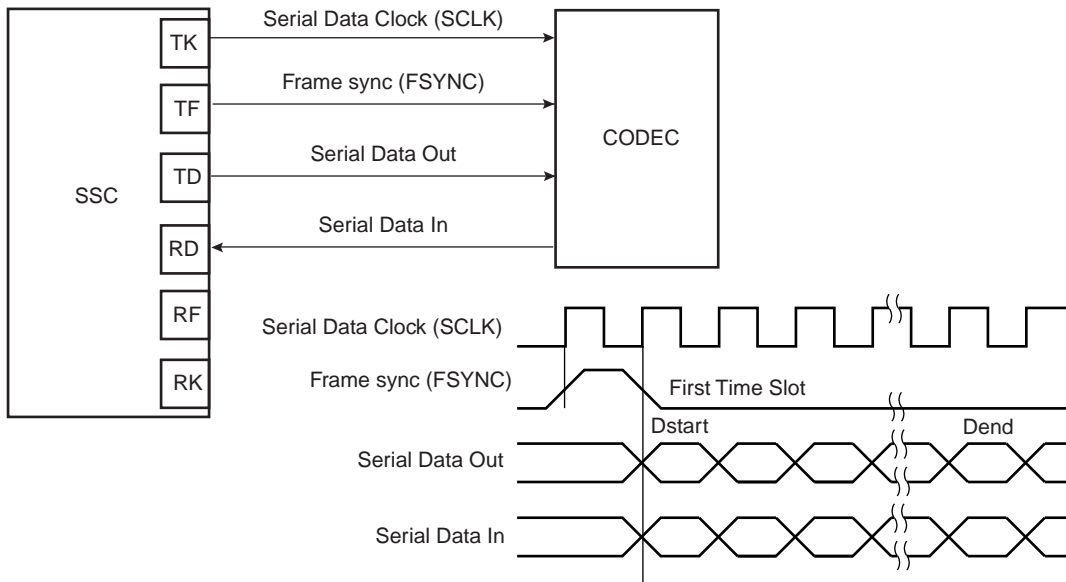 Serial Data Clock (SCLK)
TK
Frame sync (FSYNC)
TF
CODEC
Serial Data Out
TD
SSC
Serial Data In
RD
RF
Serial Data Clock (SCLK)
RK
Frame sync (FSYNC)
First Time Slot
Dstart
Dend
Serial Data Out
Serial Data In